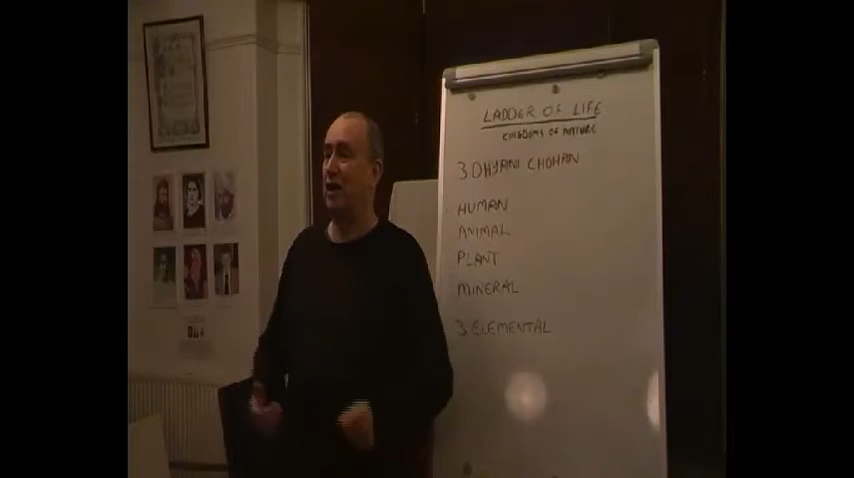 LADDER OF LIFE
KINGDOMS OF NATURE
3 DHYANI CHOHAN
HUMAN
ANIMAL
PLANT
MINERAL
3 ELEMENTAL